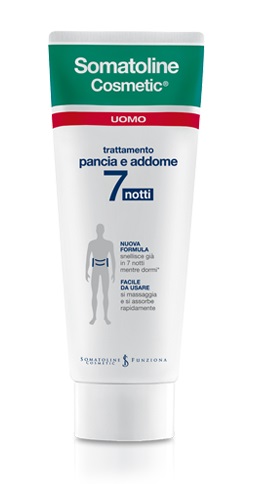 Somatoline
Cosmetic®
UOMO
trattamento
pancia e addome
7 notti
NUOVA
FORMULA
snellisce già
in 7 notti
mentre dormi*
FACILE
DA USARE
si massaggia
e si assorbe
rapidamente
SOMATOLINE
COSMETIC
S
FUNZIONA